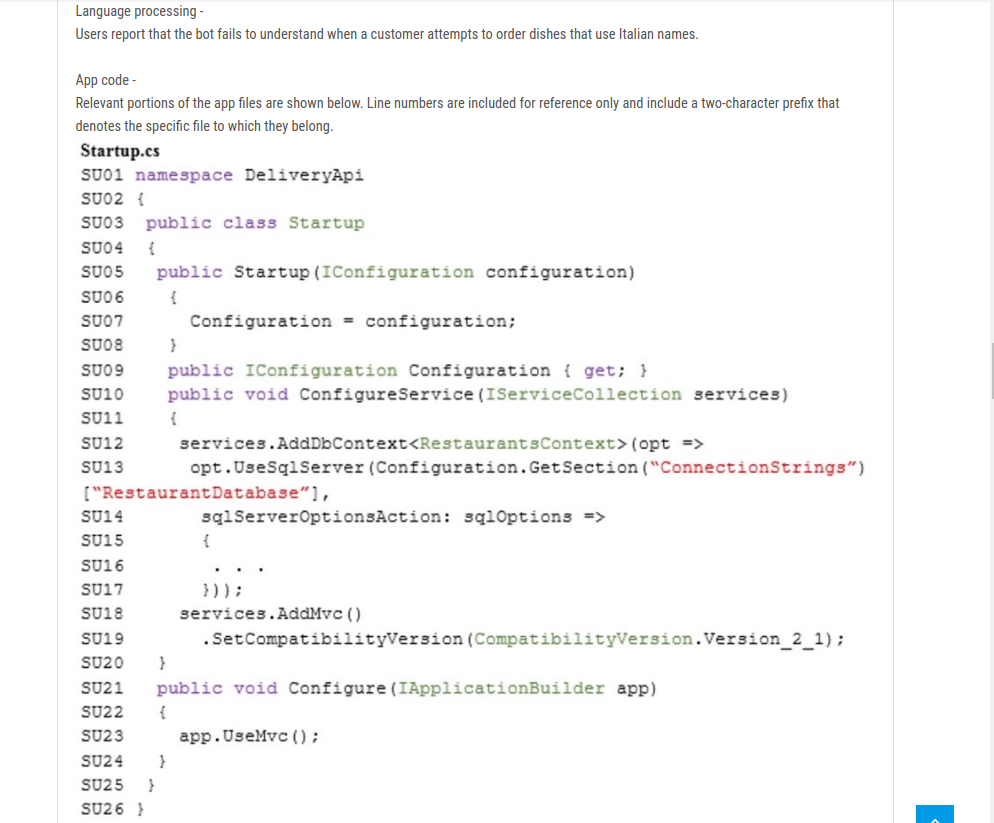 Language processing -
Users report that the bot fails to understand when a customer attempts to order dishes that use Italian names.
App code -
Relevant portions of the app files are shown below. Line numbers are included for reference only and include a two-character prefix that
denotes the specific file to which they belong.
Startup.cs
SU01 namespace DeliveryApi
SU02 {
SU03  public class Startup
SU04  {
SU05   public Startup(IConfiguration configuration)
SU06    {
SU07      Configuration = configuration;
SU08    }
SU09    public IConfiguration Configuration { get; }
SU10    public void ConfigureService(IServiceCollection services)
SU11    {
SU12     services.AddDbContext<RestaurantsContext>(opt =>
SU13      opt.UseSqlServer(Configuration.GetSection(“ConnectionStrings”)
[“RestaurantDatabase”],
SU14       sqlServerOptionsAction: sqlOptions =>
SU15       {
SU16        . . .
SU17       }));
SU18     services.AddMvc()
SU19       .SetCompatibilityVersion(CompatibilityVersion.Version_2_1);
SU20   }
SU21   public void Configure(IApplicationBuilder app)
SU22   {
SU23     app.UseMvc();
SU24   }
SU25  }
SU26 }